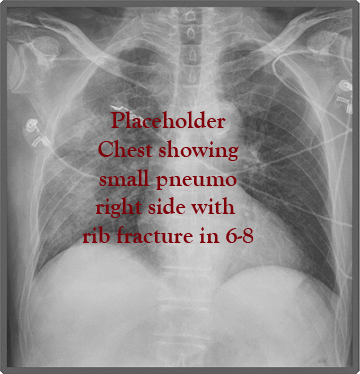 Placeholder
Chest showing
small pneumo
right side with
rib fracture in 6-8